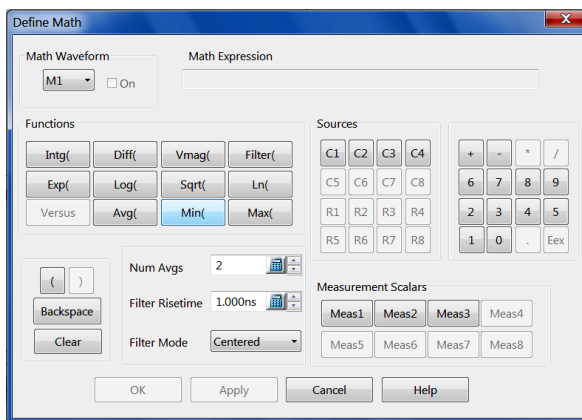 Define Math
Math Waveform
Math Expression
M1
On
Functions
Sources
Intg(
Diff(
Vmag(
Filter(
C1
C2
C3
C4
+
-
*
/
Exp(
Log(
Sqrt(
Ln(
C5
C6
C7
C8
6
7
8
9
Versus
Avg(
Min(
Max(
R1
R2
R3
R4
2
3
4
5
R5
R6
R7
R8
1
0
.
Eex
(
)
Backspace
Clear
Num Avgs
2
Filter Risetime
1.000ns
Filter Mode
Centered
Measurement Scalars
Meas1
Meas2
Meas3
Meas4
Meas5
Meas6
Meas7
Meas8
OK
Apply
Cancel
Help